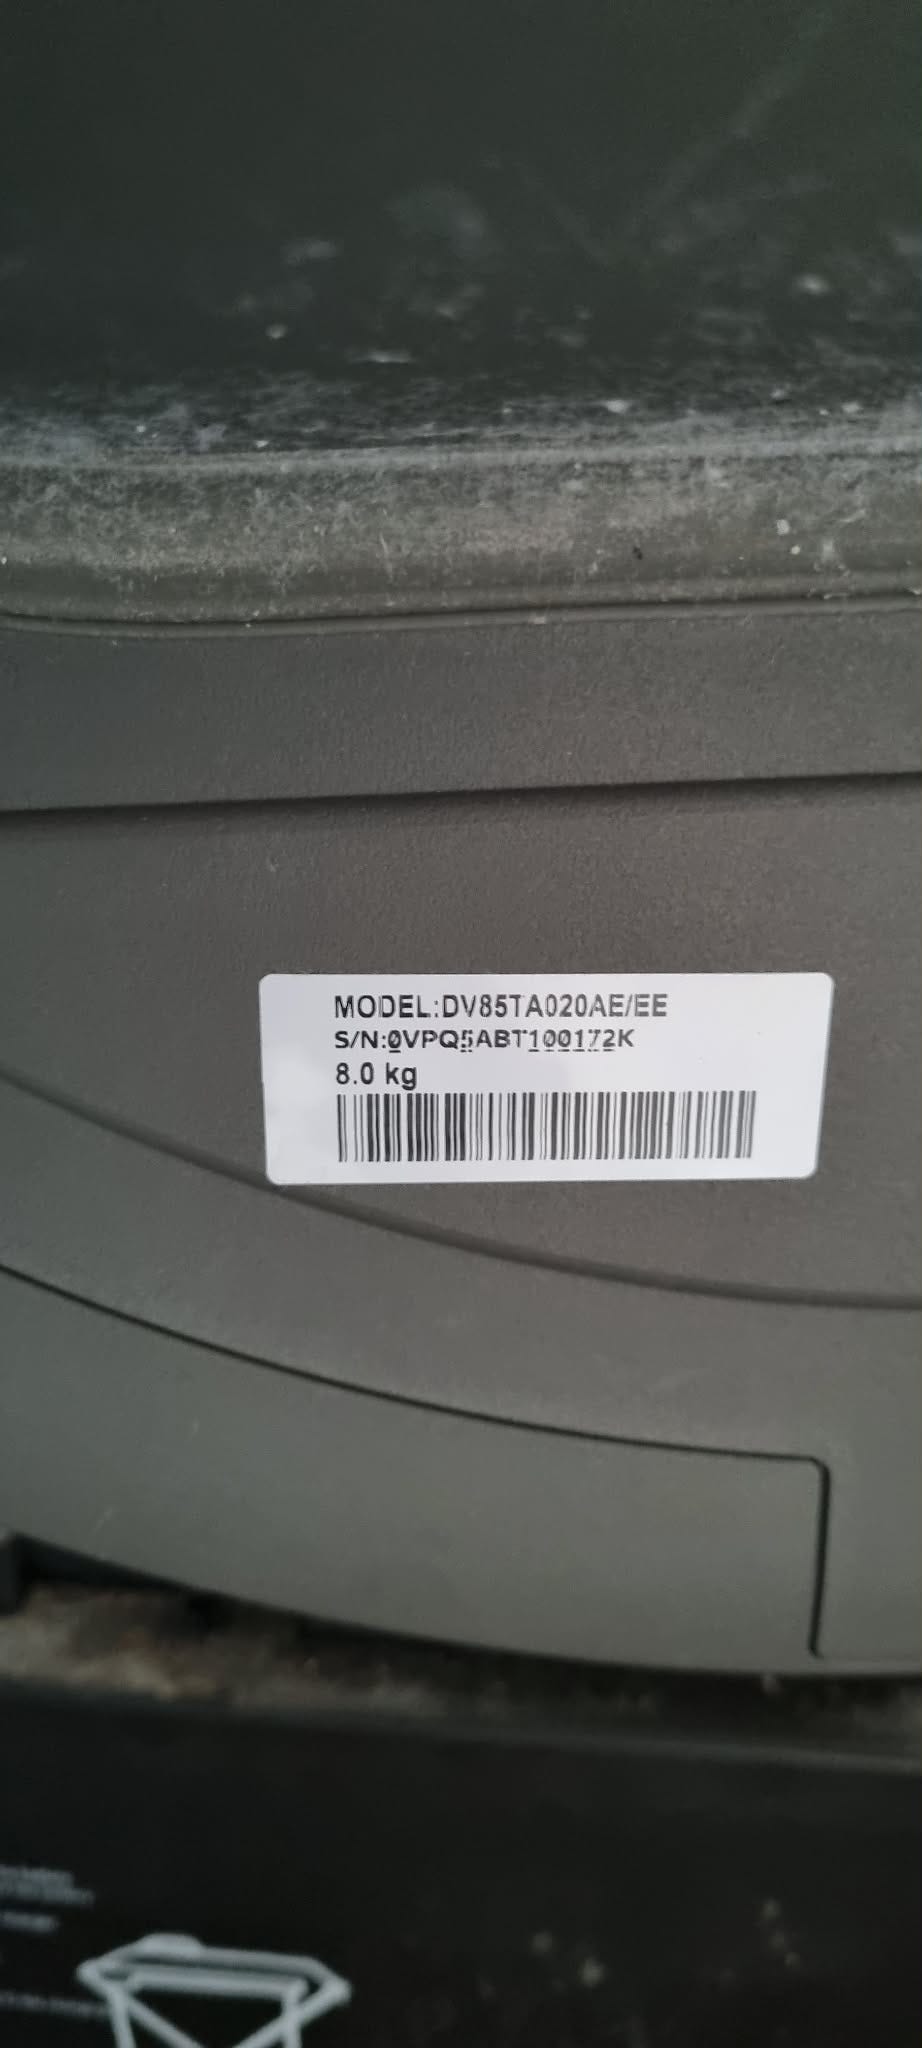 MODEL:DV85TA020AE/EE
S/N:0VPQ5ABT100172K
8.0 kg